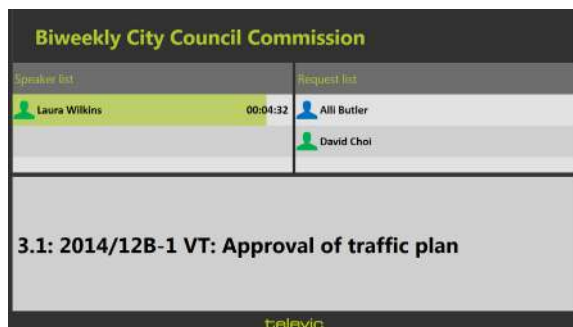 Biweekly City Council Commission
Speaker list
Request list
Laura Wilkins 00:04:32
Alli Butler
David Choi
3.1: 2014/12B-1 VT: Approval of traffic plan
televic